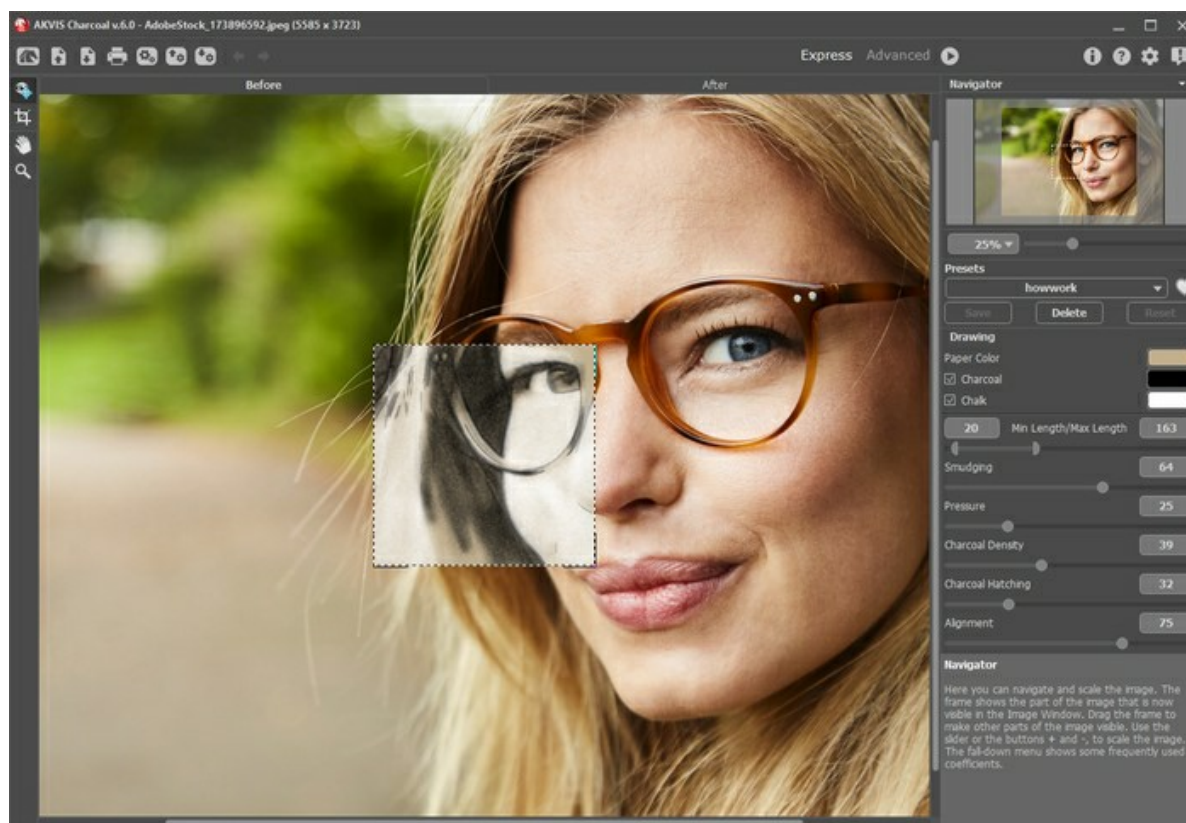 AKVIS Charcoal v.6.0 - AdobeStock_173896592.jpeg (5585 x 3723)
Express Advanced
Before After
Navigator
25%
Presets
howwork
Save Delete Reset
Drawing
Paper Color
Charcoal
Chalk
20 Min Length/Max Length 163
Smudging 64
Pressure 25
Charcoal Density 39
Charcoal Hatching 32
Alignment 75
Navigator
Here you can navigate and scale the image. The
frame shows the part of the image that is now
visible in the Image Window. Drag the frame to
make other parts of the image visible. Use the
slider or the buttons + and -, to scale the image.
The fall-down menu shows some frequently used
coefficients.